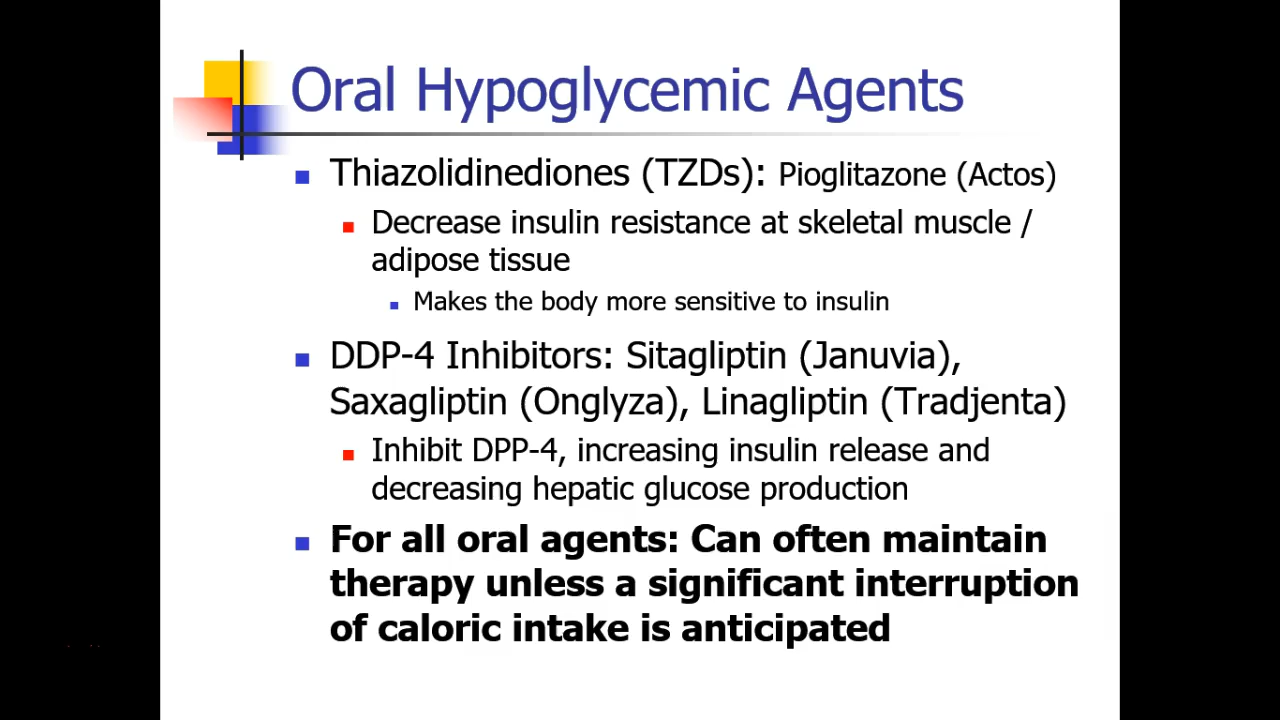 Oral Hypoglycemic Agents
Thiazolidinediones (TZDs): Pioglitazone (Actos)
Decrease insulin resistance at skeletal muscle /
adipose tissue
Makes the body more sensitive to insulin
DDP-4 Inhibitors: Sitagliptin (Januvia),
Saxagliptin (Onglyza), Linagliptin (Tradjenta)
Inhibit DPP-4, increasing insulin release and
decreasing hepatic glucose production
For all oral agents: Can often maintain
therapy unless a significant interruption
of caloric intake is anticipated